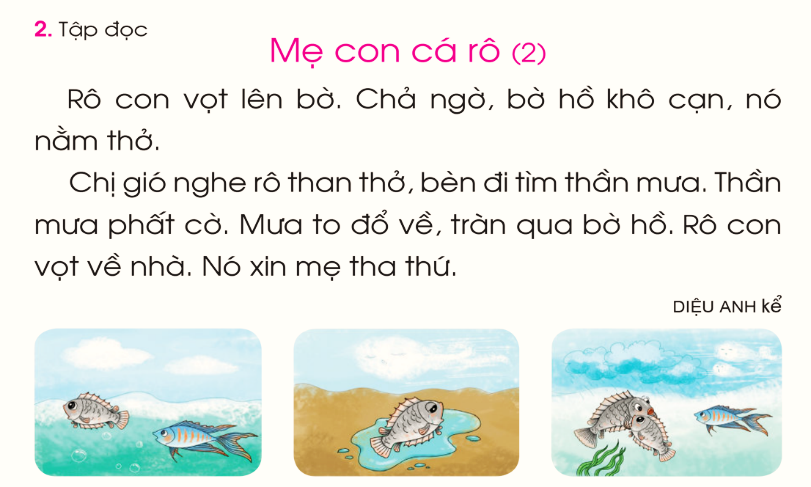 2. Tập đọc
Mẹ con cá rô (2)
Rô con vọt lên bờ. Chả ngờ, bờ hồ khô cạn, nó
nằm thở.
Chị gió nghe rô than thở, bèn đi tìm thần mưa. Thần
mưa phất cờ. Mưa to đổ về, tràn qua bờ hồ. Rô con
vọt về nhà. Nó xin mẹ tha thứ.
DIỆU ANH kể